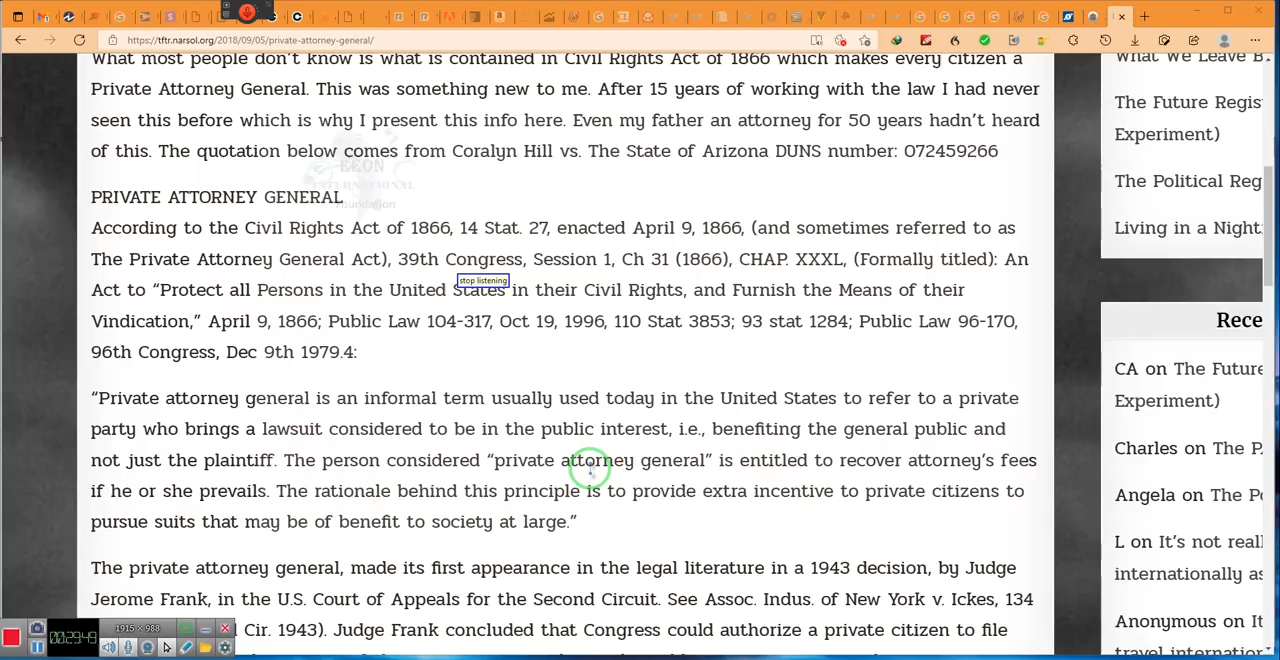 https://tftr.narsol.org/2018/09/05/private-attorney-general/
What most people don't know is what is contained in Civil Rights Act of 1866 which makes every citizen a
Private Attorney General. This was something new to me. After 15 years of working with the law I had never
seen this before which is why I present this info here. Even my father an attorney for 50 years hadn't heard
of this. The quotation below comes from Coralyn Hill vs. The State of Arizona DUNS number: 072459266
PRIVATE ATTORNEY GENERAL
According to the Civil Rights Act of 1866, 14 Stat. 27, enacted April 9, 1866, (and sometimes referred to as
The Private Attorney General Act), 39th Congress, Session 1, Ch 31 (1866), CHAP. XXXL, (Formally titled): An
stop listening
Act to “Protect all Persons in the United States in their Civil Rights, and Furnish the Means of their
Vindication,” April 9, 1866; Public Law 104-317, Oct 19, 1996, 110 Stat 3853; 93 stat 1284; Public Law 96-170,
96th Congress, Dec 9th 1979.4:
“Private attorney general is an informal term usually used today in the United States to refer to a private
party who brings a lawsuit considered to be in the public interest, i.e., benefiting the general public and
not just the plaintiff. The person considered “private attorney general” is entitled to recover attorney's fees
if he or she prevails. The rationale behind this principle is to provide extra incentive to private citizens to
pursue suits that may be of benefit to society at large.”
The private attorney general, made its first appearance in the legal literature in a 1943 decision, by Judge
Jerome Frank, in the U.S. Court of Appeals for the Second Circuit. See Assoc. Indus. of New York v. Ickes, 134
Cir. 1943). Judge Frank concluded that Congress could authorize a private citizen to file
What We Leave B
The Future Regis
Experiment)
The Political Reg
Living in a Night
Rece
CA on The Future
Experiment)
Charles on The P
Angela on The Po
L on It's not real
internationally as
Anonymous on It
travel internation
BEON
INTERNATIONAL
Foundation
1915 x 988
00:29:49